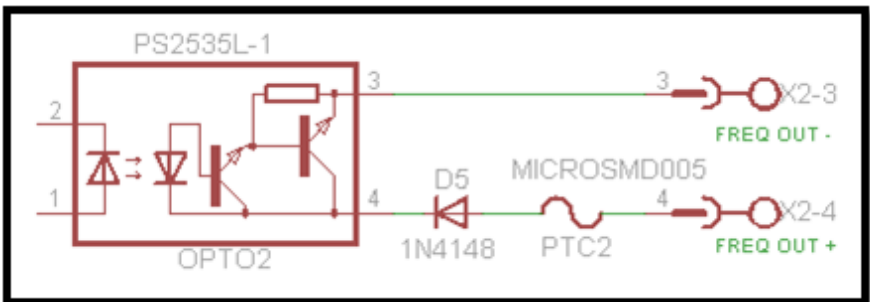 PS2535L-1
3
3
X2-3
2
FREQ OUT -
D5
MICROSMD005
1
4
4
X2-4
1N4148
PTC2
FREQ OUT +
OPTO2